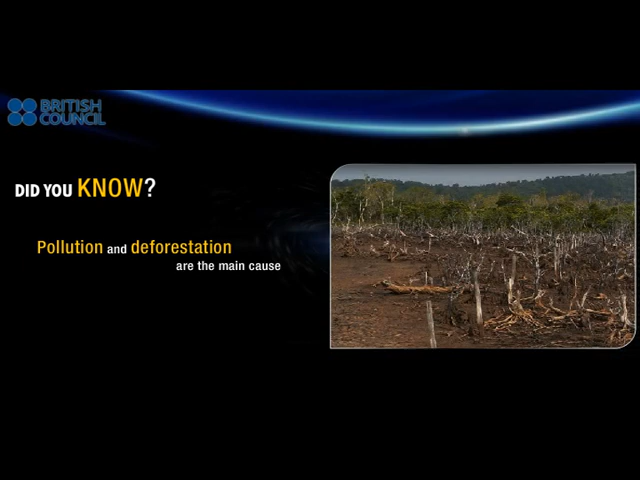 BRITISH
COUNCIL
DID YOU KNOW?
Pollution and deforestation
are the main cause